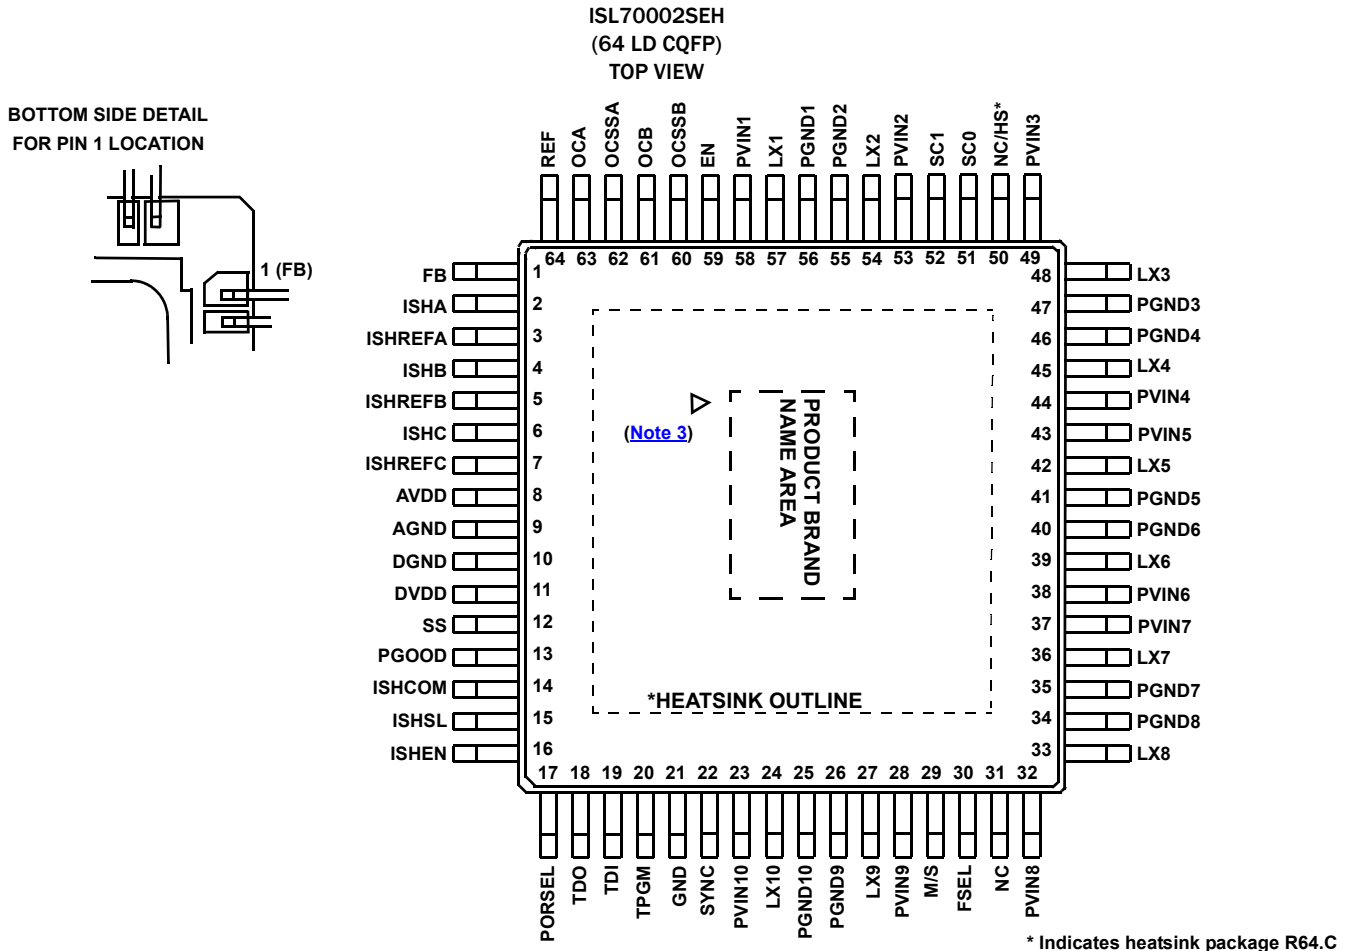 ISL70002SEH
(64 LD CQFP)
TOP VIEW
BOTTOM SIDE DETAIL
FOR PIN 1 LOCATION
1 (FB)
REF
OCA
OCSSA
OCB
OCSSB
EN
PVIN1
LX1
PGND1
PGND2
LX2
PVIN2
SC1
SC0
NC/HS*
PVIN3
64 63 62 61 60 59 58 57 56 55 54 53 52 51 50 49
FB 1
ISHA 2
ISHREFA 3
ISHB 4
ISHREFB 5
ISHC 6
ISHREFC 7
AVDD 8
AGND 9
DGND 10
DVDD 11
SS 12
PGOOD 13
ISHCOM 14
ISHSL 15
ISHEN 16
48 LX3
47 PGND3
46 PGND4
45 LX4
44 PVIN4
43 PVIN5
42 LX5
41 PGND5
40 PGND6
39 LX6
38 PVIN6
37 PVIN7
36 LX7
35 PGND7
34 PGND8
33 LX8
(Note 3)
PRODUCT BRAND
NAME AREA
*HEATSINK OUTLINE
17 18 19 20 21 22 23 24 25 26 27 28 29 30 31 32
PORSEL
TDO
TDI
TPGM
GND
SYNC
PVIN10
LX10
PGND10
PGND9
LX9
PVIN9
M/S
FSEL
NC
PVIN8
* Indicates heatsink package R64.C